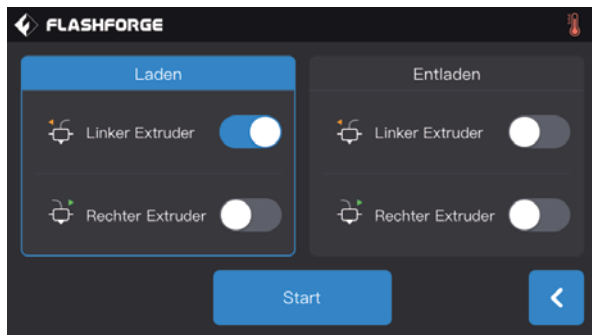 FLASHFORGE
Laden
Linker Extruder
Rechter Extruder
Entladen
Linker Extruder
Rechter Extruder
Start